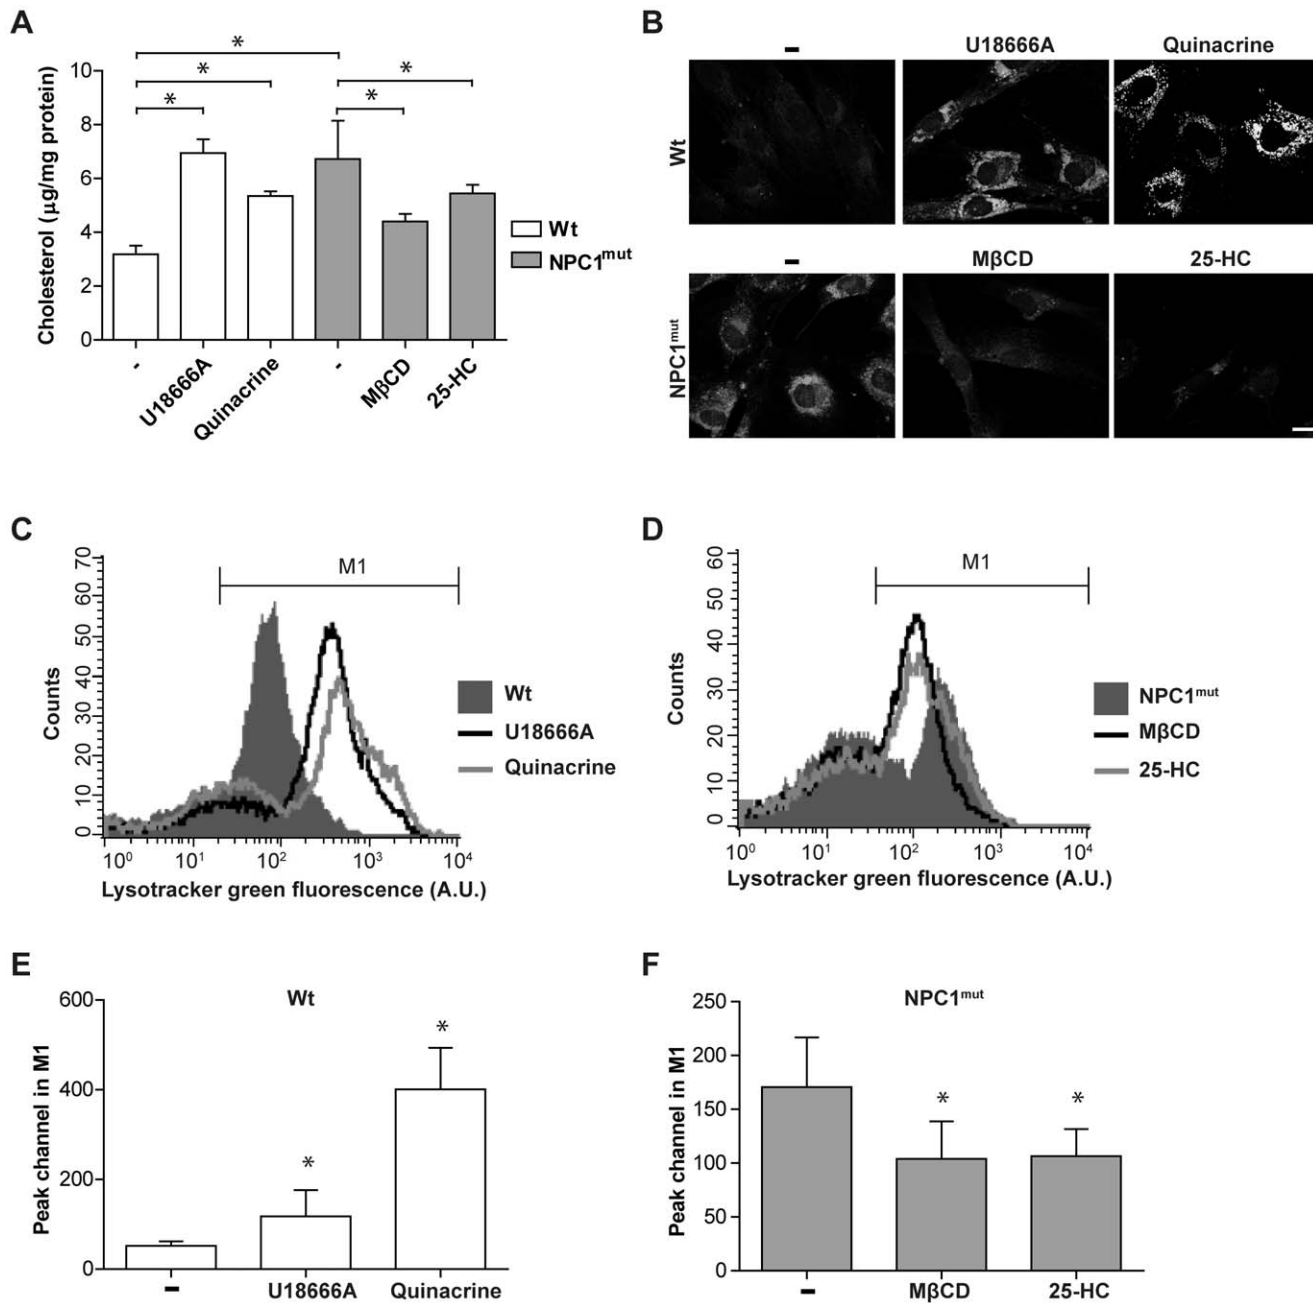 A
Cholesterol (µg/mg protein)
10
8
6
4
2
0
* * * * *
- U18666A Quinacrine - MβCD 25-HC
Wt
NPC1mut
B
- U18666A Quinacrine
Wt
- MβCD 25-HC
NPC1mut
C
M1
Counts
70
60
50
40
30
20
10
0
10⁰ 10¹ 10² 10³ 10⁴
Lysotracker green fluorescence (A.U.)
Wt
U18666A
Quinacrine
D
M1
Counts
60
50
40
30
20
10
0
10⁰ 10¹ 10² 10³ 10⁴
Lysotracker green fluorescence (A.U.)
NPC1mut
MβCD
25-HC
E
Wt
Peak channel in M1
600
400
200
0
* *
- U18666A Quinacrine
F
NPC1mut
Peak channel in M1
250
200
150
100
50
0
* *
- MβCD 25-HC